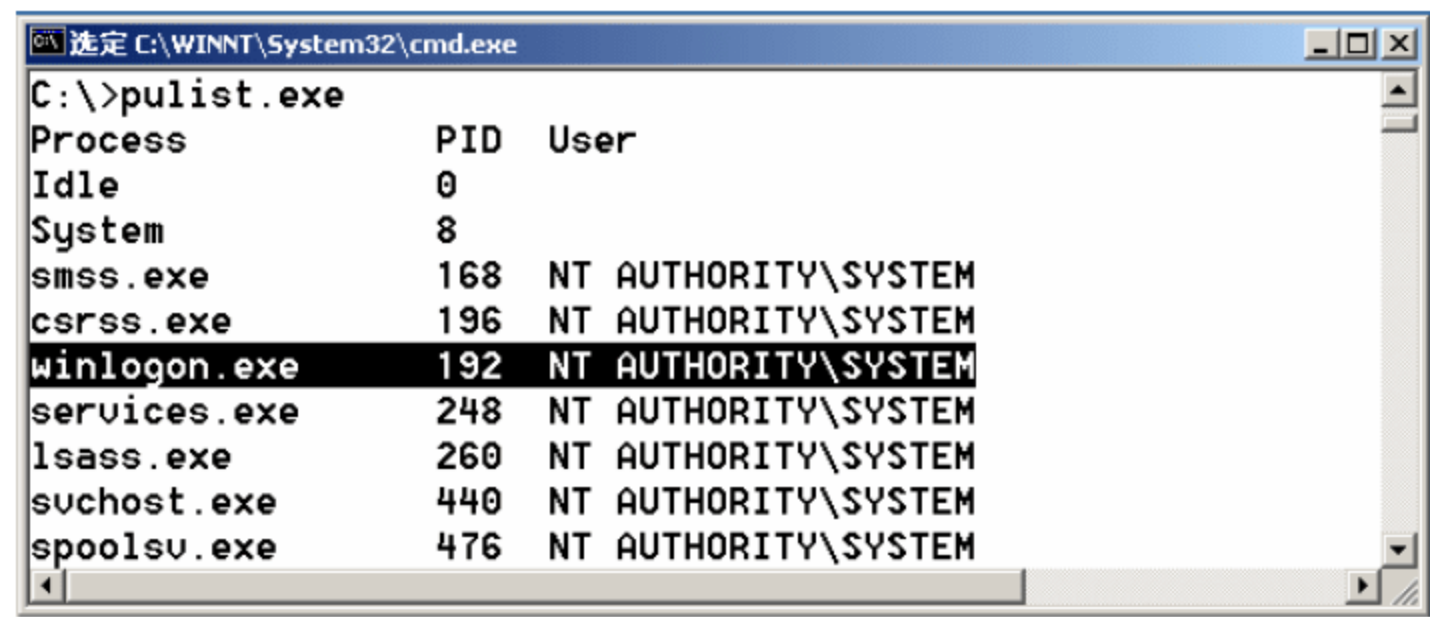 选定 C:\WINNT\System32\cmd.exe
C:\>pulist.exe
Process PID User
Idle 0
System 8
smss.exe 168 NT AUTHORITY\SYSTEM
csrss.exe 196 NT AUTHORITY\SYSTEM
winlogon.exe 192 NT AUTHORITY\SYSTEM
services.exe 248 NT AUTHORITY\SYSTEM
lsass.exe 260 NT AUTHORITY\SYSTEM
svchost.exe 440 NT AUTHORITY\SYSTEM
spoolsv.exe 476 NT AUTHORITY\SYSTEM